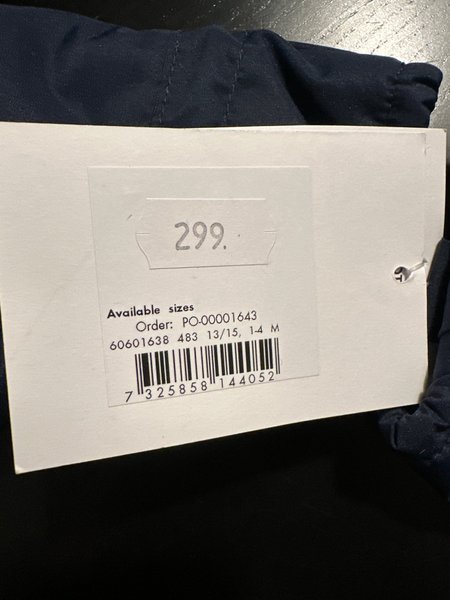 299.
Available sizes
Order: PO-00001643
60601638 483 13/15, 1-4 M
7 325858 144052